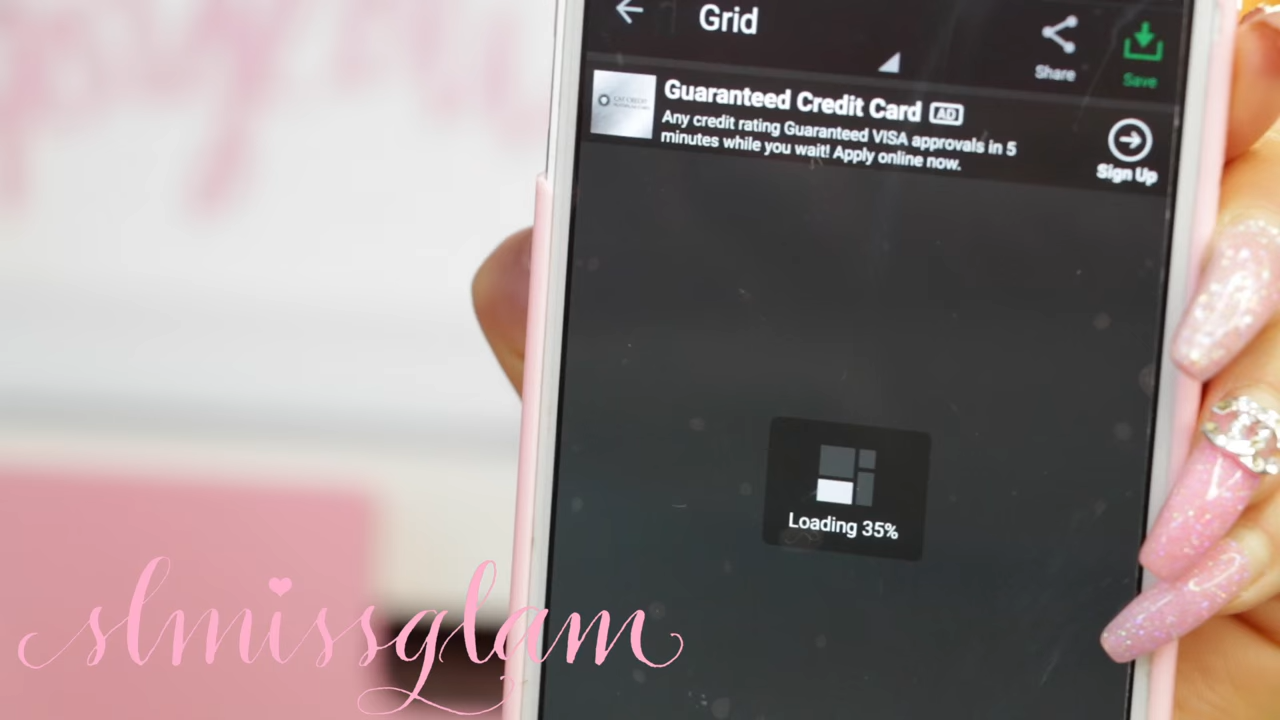 Grid
Share
Save
Guaranteed Credit Card AD
Any credit rating Guaranteed VISA approvals in 5
minutes while you wait! Apply online now.
Sign Up
Loading 35%
slmissglam